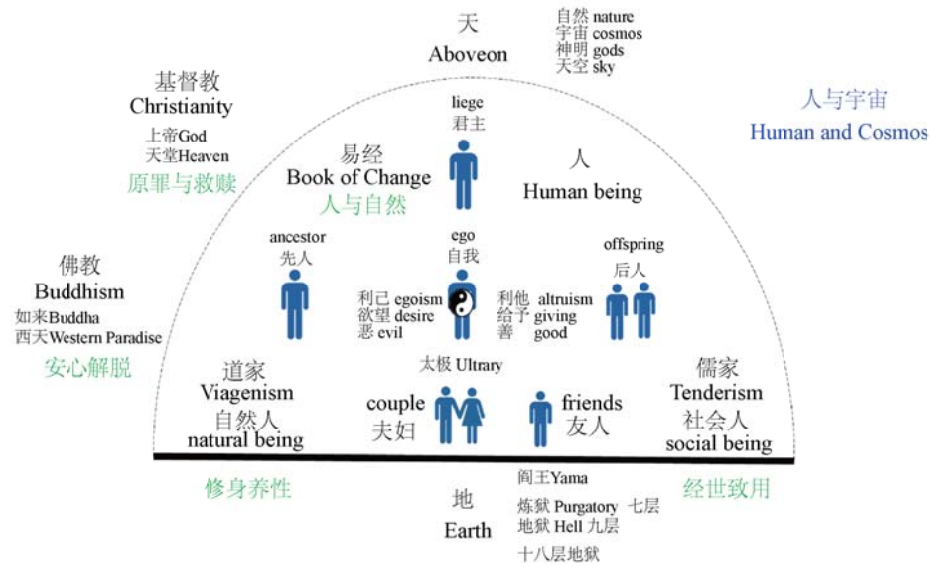 天
Aboveon
自然 nature
宇宙 cosmos
神明 gods
天空 sky
人与宇宙
Human and Cosmos
基督教
Christianity
上帝God
天堂Heaven
原罪与救赎
liege
君主
易经
Book of Change
人与自然
人
Human being
ancestor
先人
ego
自我
offspring
后人
佛教
Buddhism
如来Buddha
西天Western Paradise
安心解脱
利己 egoism
欲望 desire
恶 evil
利他 altruism
给予 giving
善 good
太极 Ultrary
道家
Viagenism
自然人
natural being
couple
夫妇
friends
友人
儒家
Tenderism
社会人
social being
修身养性
地
Earth
阎王Yama
炼狱 Purgatory 七层
地狱 Hell 九层
十八层地狱
经世致用